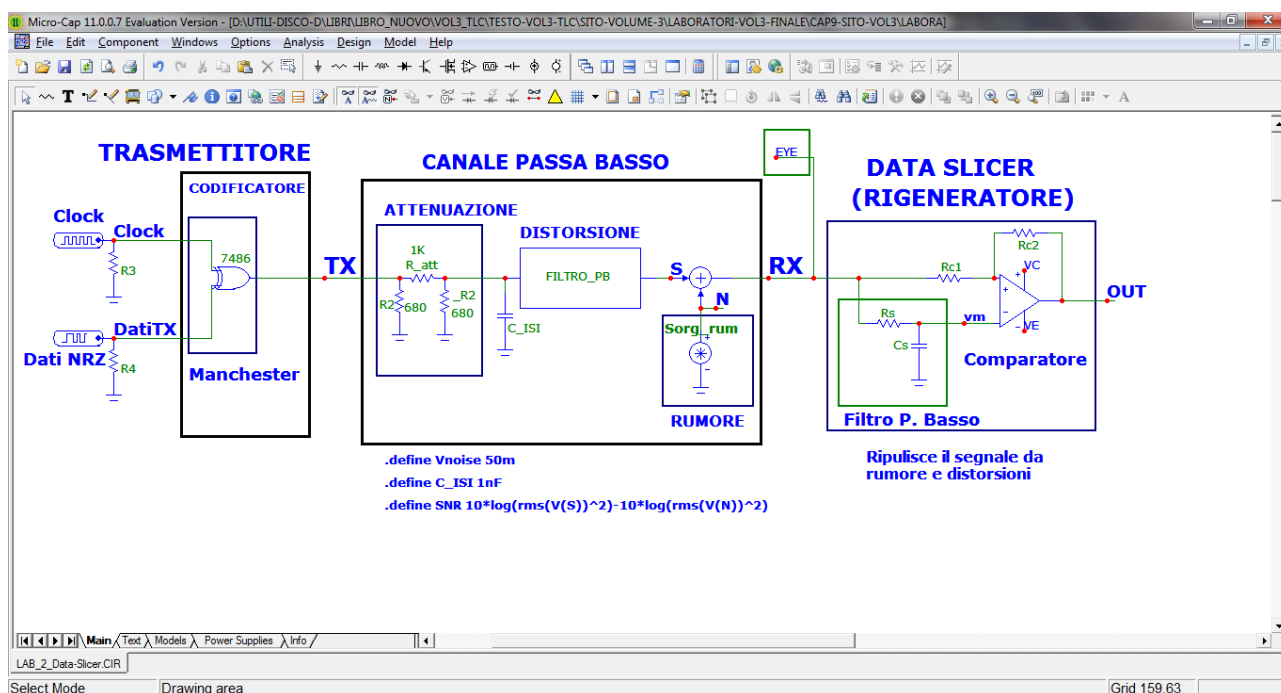 Micro-Cap 11.0.0.7 Evaluation Version - [D:\UTILI-DISCO-D\LIBRI\LIBRO_NUOVO\VOL3_TLC\TESTO-VOL3-TLC\SITO-VOLUME-3\LABORATORI-VOL3-FINALE\CAP9-SITO-VOL3\LABORA]
File Edit Component Windows Options Analysis Design Model Help
TRASMETTITORE
CODIFICATORE
Clock
Clock
R3
7486
DatiTX
Dati NRZ
R4
Manchester
TX
CANALE PASSA BASSO
ATTENUAZIONE
1K
R_att
R2
680
_R2
680
C_ISI
DISTORSIONE
FILTRO_PB
S
N
Sorg_rum
+
-
RUMORE
RX
EYE
DATA SLICER
(RIGENERATORE)
Rc2
Rc1
VC
+
+
-
-
VE
OUT
Rs
vm
Cs
Comparatore
Filtro P. Basso
.define Vnoise 50m
.define C_ISI 1nF
.define SNR 10*log(rms(V(S))^2)-10*log(rms(V(N))^2)
Ripulisce il segnale da
rumore e distorsioni
Main Text Models Power Supplies Info
LAB_2_Data-Slicer.CIR
Select Mode Drawing area Grid 159.63